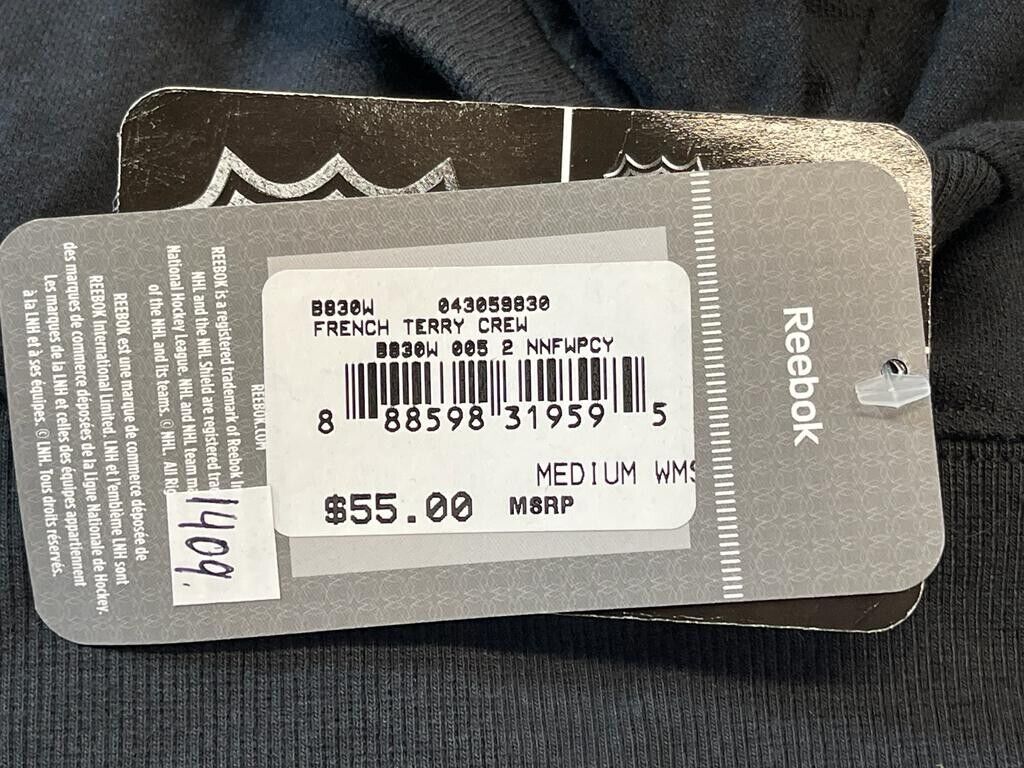 B830W 043059830
FRENCH TERRY CREW
B830W 005 2 NNFWPCY
8 88598 31959 5
MEDIUM WMS
$55.00 MSRP
Reebok
REEBOK.COM
REEBOK is a registered trademark of Reebok
NHL and the NHL Shield are registered
National Hockey League. NHL and NHL team
of the NHL and its teams. © NHL. All
REEBOK est une marque de commerce déposée de
REEBOK International Limited. LNH et l'emblème LNH sont
des marques de commerce déposées de la Ligue Nationale de Hockey.
Los marques de la LNH et celles des équipes appartiennent
à la LNH et à ses équipes. © LNH. Tous droits réservés.
1409.